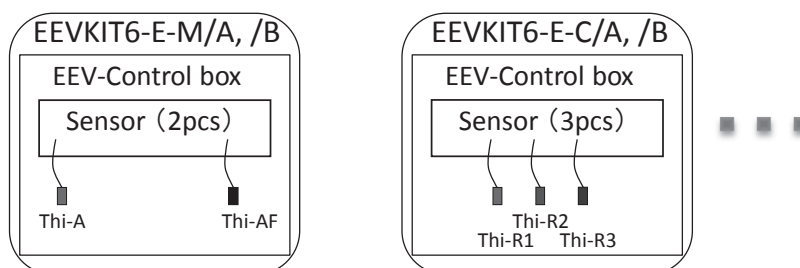 EEVKIT6-E-M/A, /B
EEV-Control box
Sensor（2pcs）
Thi-A
Thi-AF
EEVKIT6-E-C/A, /B
EEV-Control box
Sensor（3pcs）
Thi-R2
Thi-R1
Thi-R3